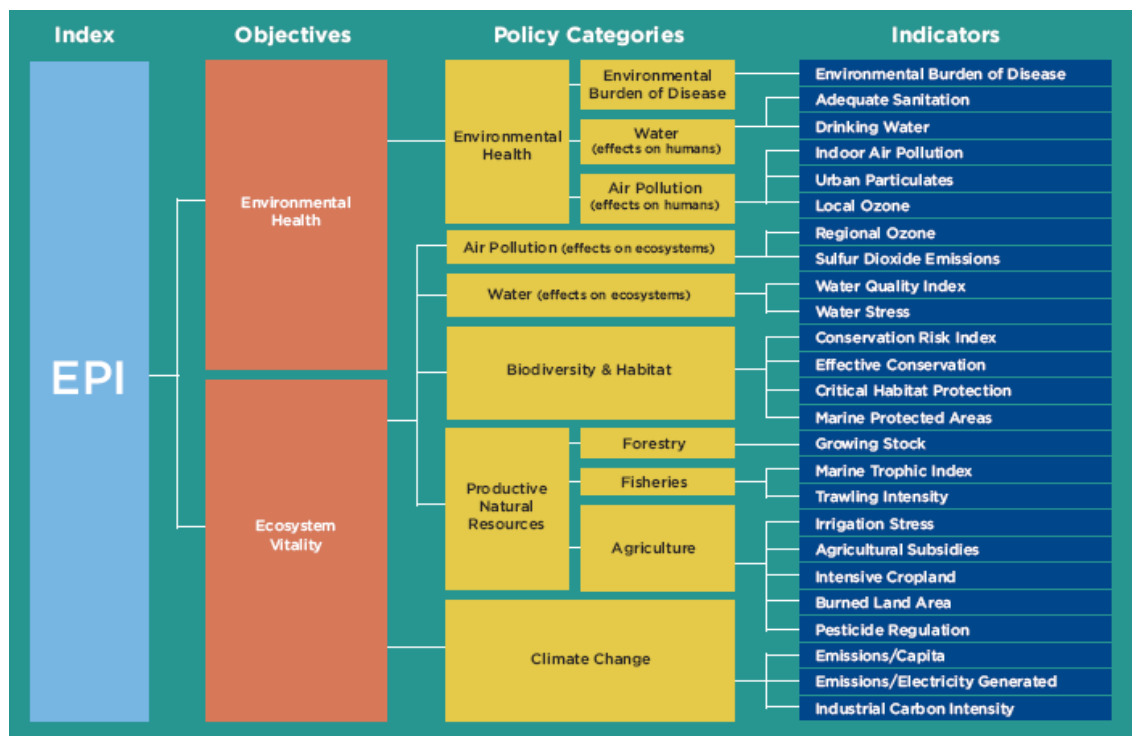 Index
Objectives
Policy Categories
Indicators
EPI
Environmental
Health
Ecosystem
Vitality
Environmental
Health
Environmental
Burden of Disease
Water
(effects on humans)
Air Pollution
(effects on humans)
Air Pollution (effects on ecosystems)
Water (effects on ecosystems)
Biodiversity & Habitat
Productive
Natural
Resources
Forestry
Fisheries
Agriculture
Climate Change
Environmental Burden of Disease
Adequate Sanitation
Drinking Water
Indoor Air Pollution
Urban Particulates
Local Ozone
Regional Ozone
Sulfur Dioxide Emissions
Water Quality Index
Water Stress
Conservation Risk Index
Effective Conservation
Critical Habitat Protection
Marine Protected Areas
Growing Stock
Marine Trophic Index
Trawling Intensity
Irrigation Stress
Agricultural Subsidies
Intensive Cropland
Burned Land Area
Pesticide Regulation
Emissions/Capita
Emissions/Electricity Generated
Industrial Carbon Intensity